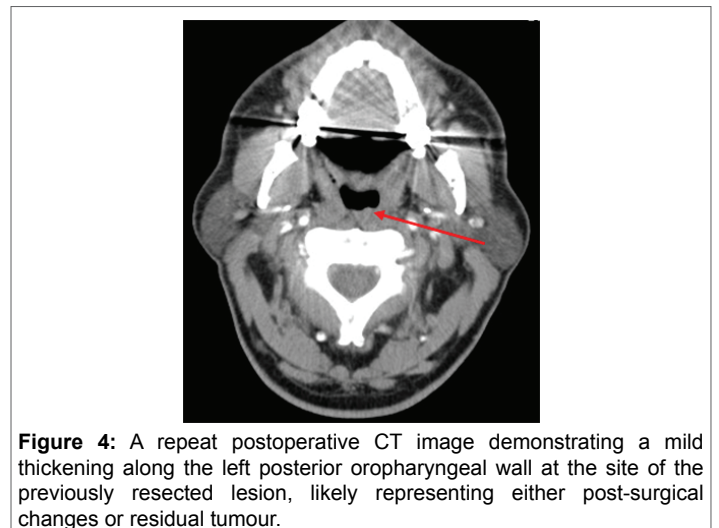 Figure 4: A repeat postoperative CT image demonstrating a mild
thickening along the left posterior oropharyngeal wall at the site of the
previously resected lesion, likely representing either post-surgical
changes or residual tumour.